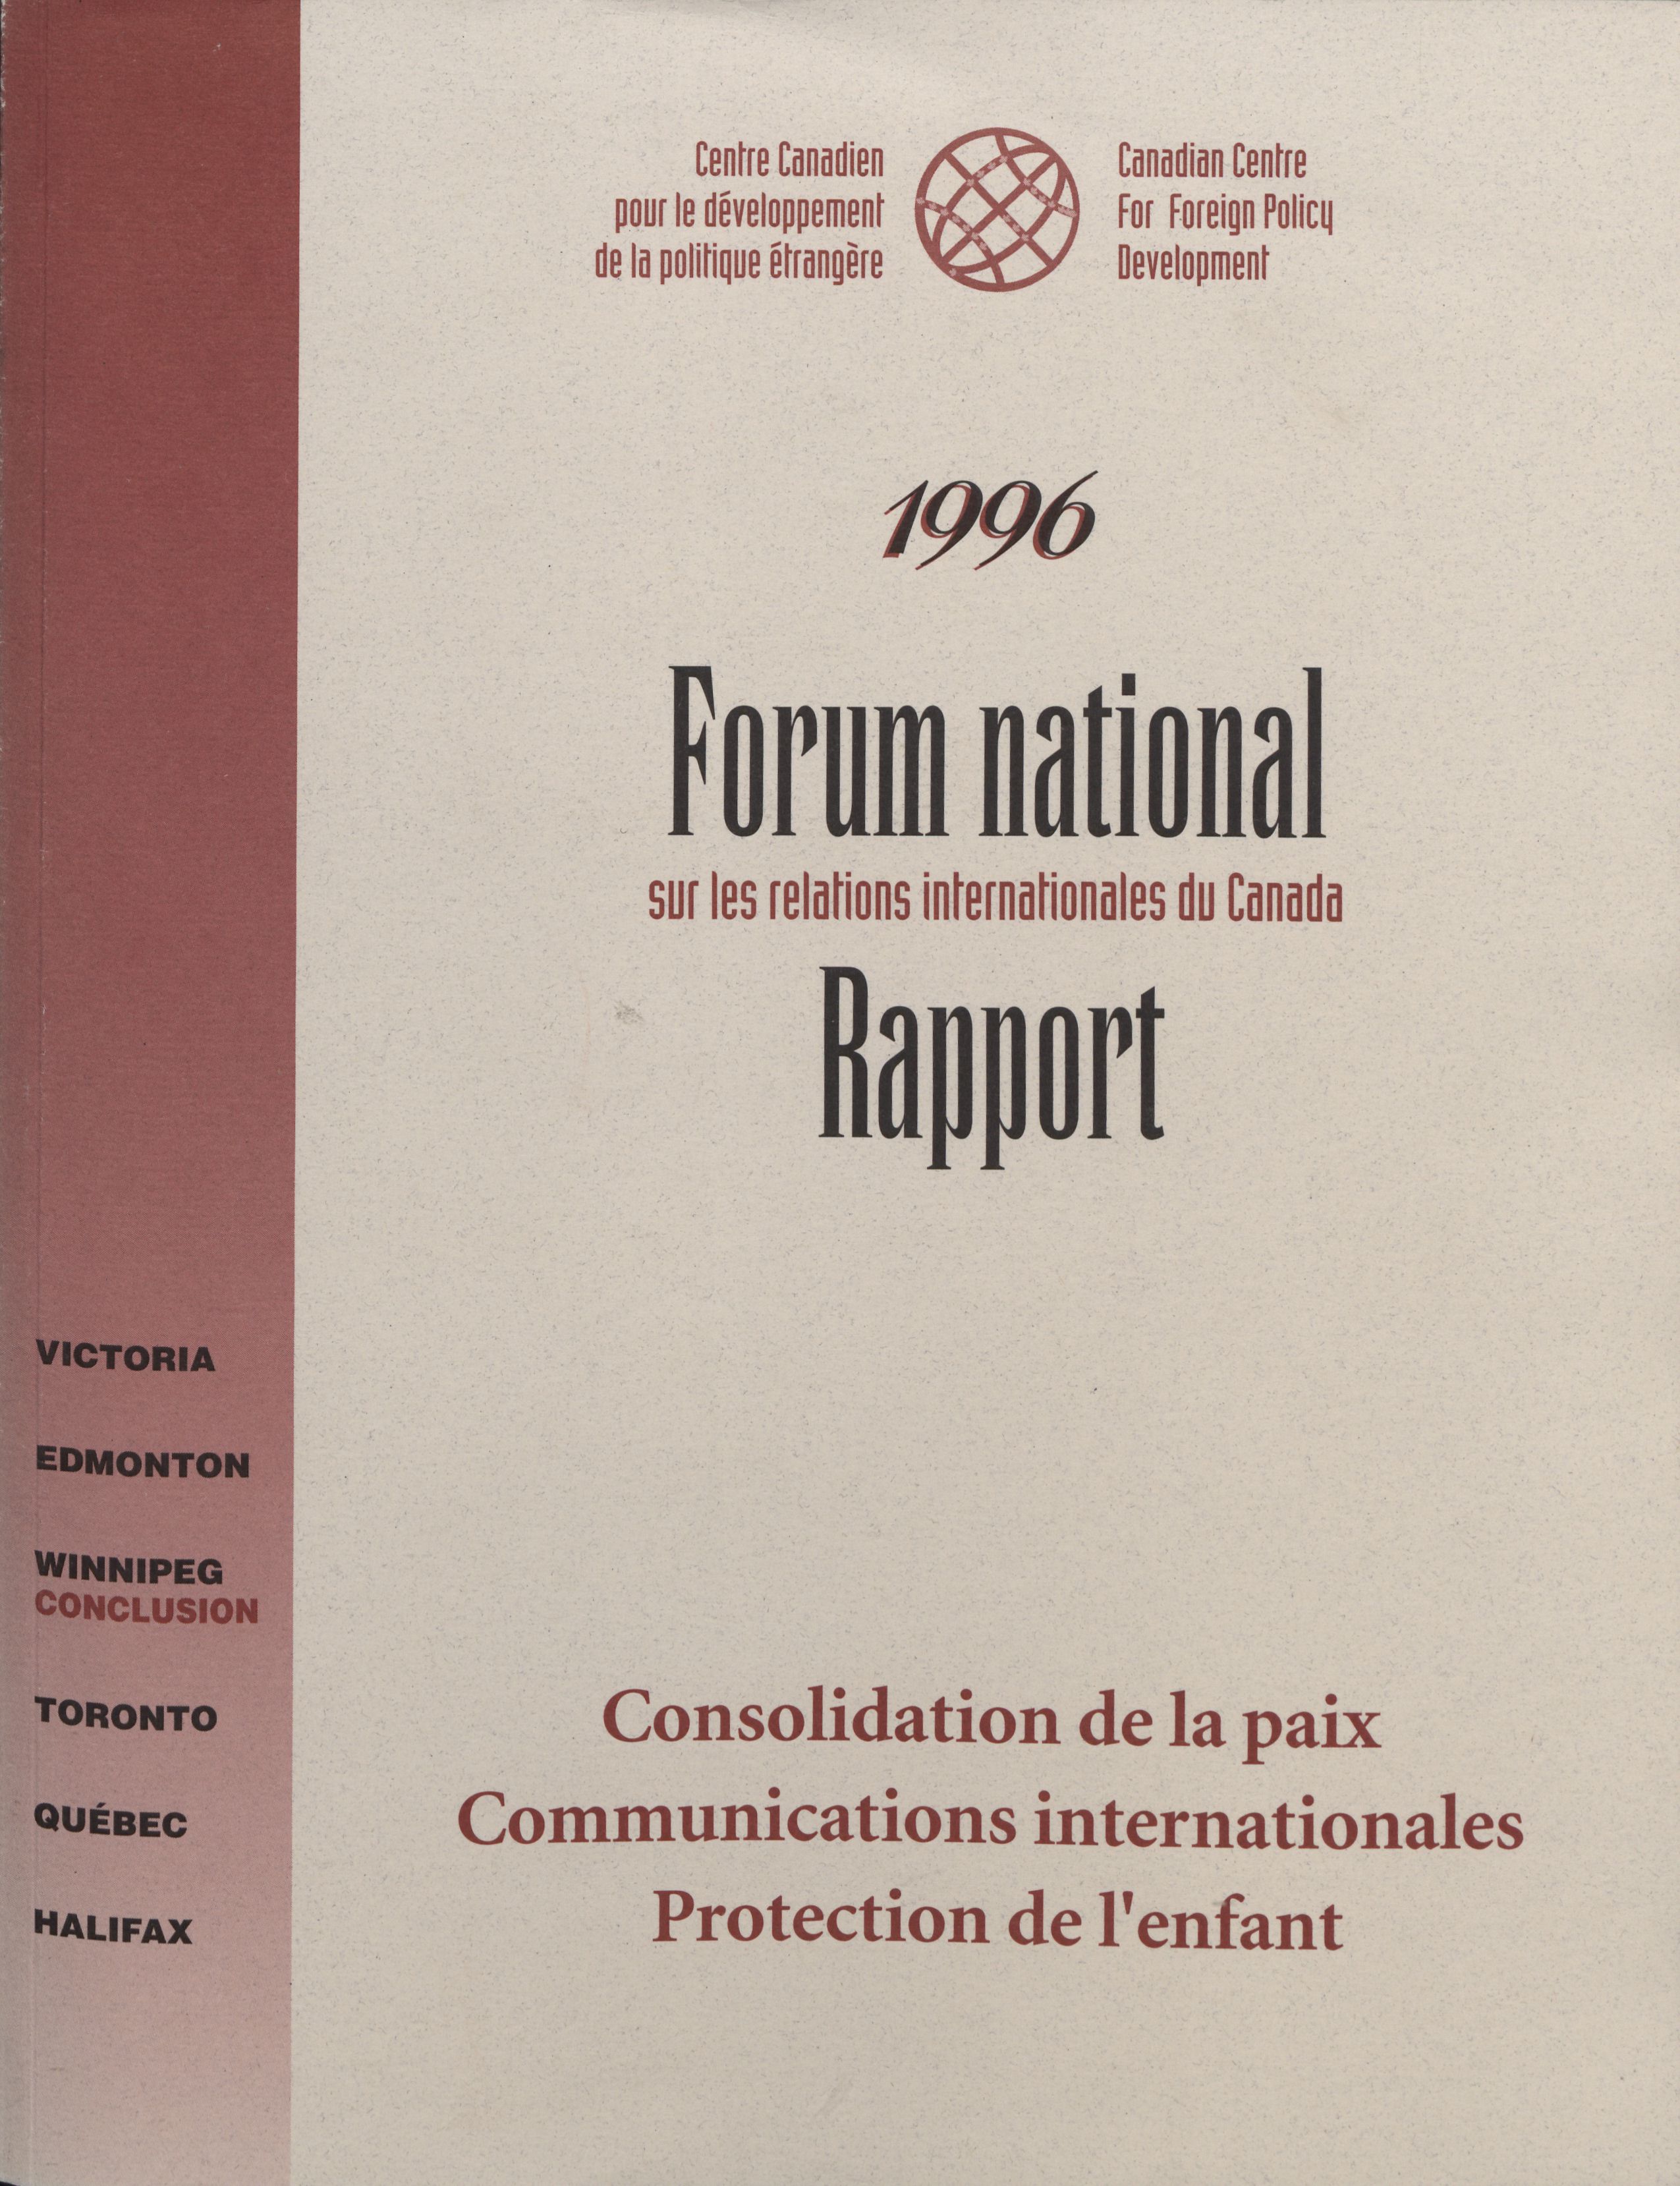 Centre Canadien
pour le développement
de la politique étrangère
Canadian Centre
For Foreign Policy
Development
1996
Forum national
sur les relations internationales du Canada
Rapport
VICTORIA
EDMONTON
WINNIPEG
CONCLUSION
TORONTO
QUÉBEC
HALIFAX
Consolidation de la paix
Communications internationales
Protection de l'enfant